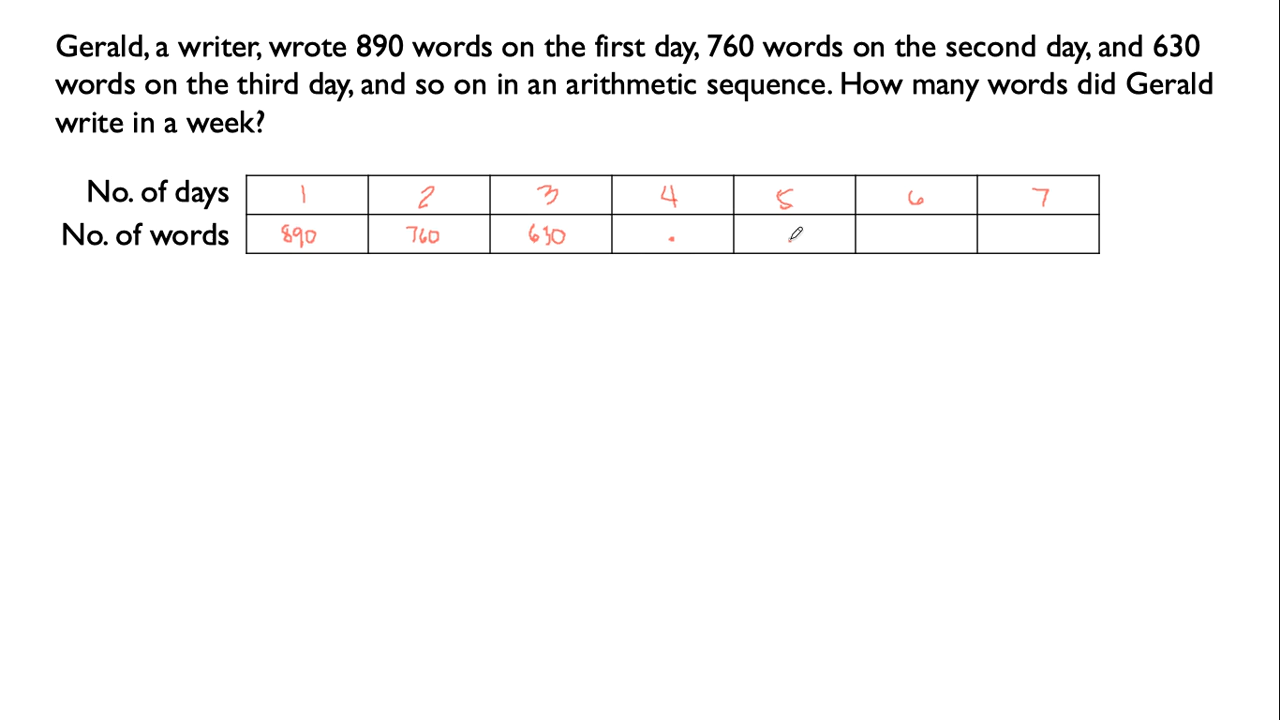 Gerald, a writer, wrote 890 words on the first day, 760 words on the second day, and 630
words on the third day, and so on in an arithmetic sequence. How many words did Gerald
write in a week?
No. of days 1 2 3 4 5 6 7
No. of words 890 760 630 .